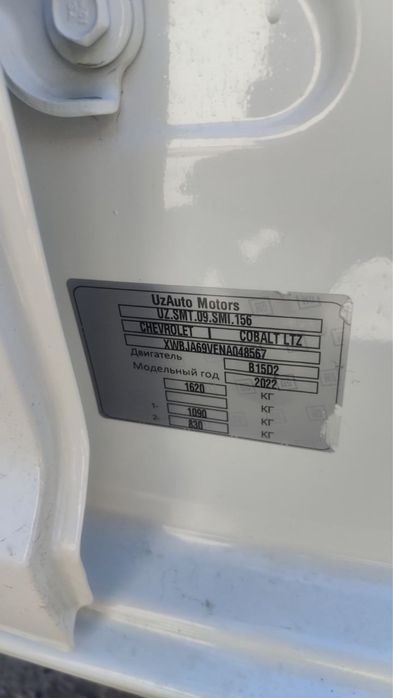 UzAuto Motors
UZ.SMT.09.SMI.156
CHEVROLET COBALT LTZ
XWBJA69VENA048567
Двигатель B15D2
Модельный год 2022
1620 КГ
КГ
1- 1090 КГ
2- 830 КГ